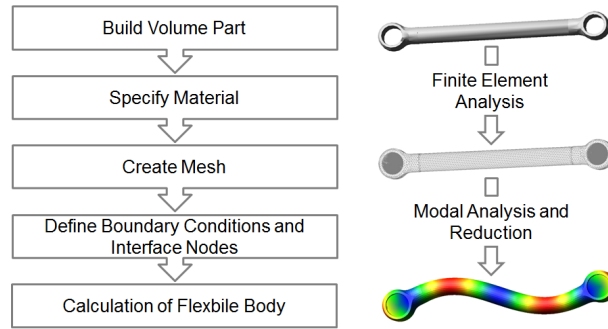 Build Volume Part
Specify Material
Create Mesh
Define Boundary Conditions and
Interface Nodes
Calculation of Flexbile Body
Finite Element
Analysis
Modal Analysis and
Reduction